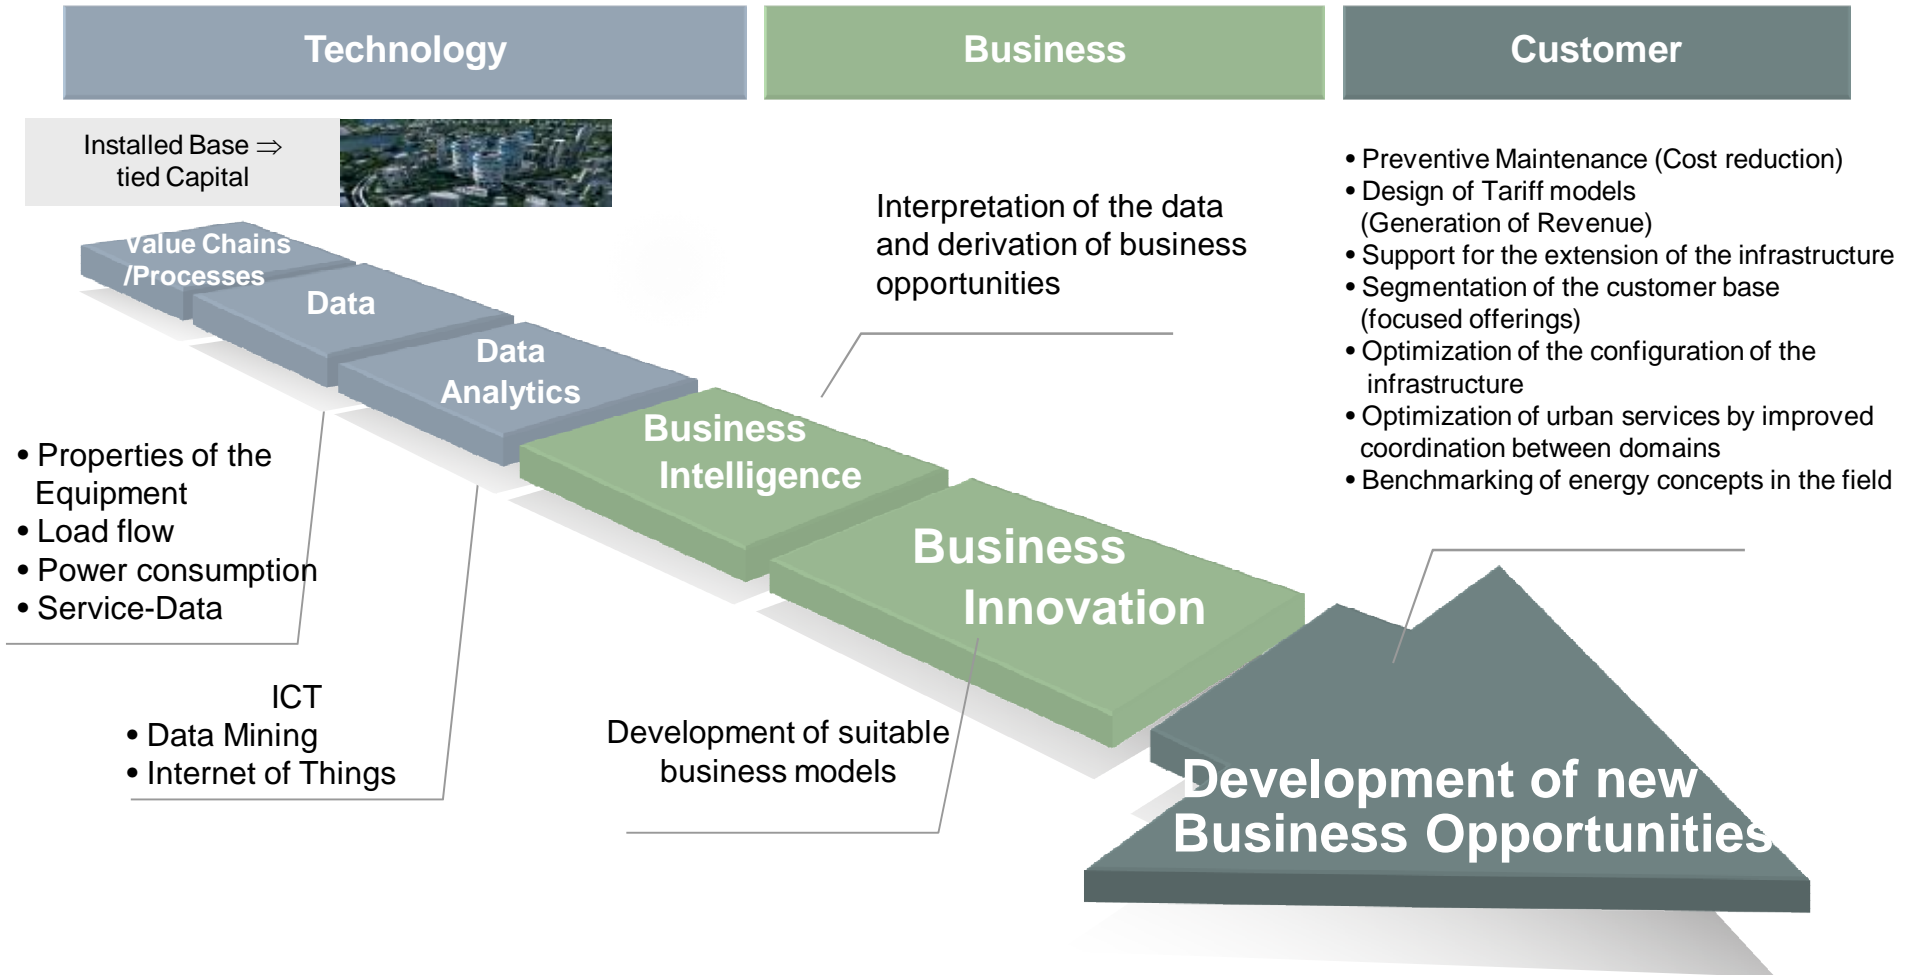 Technology
Business
Customer
Installed Base ⇒
tied Capital
Value Chains
/Processes
Data
Data
Analytics
Business
Intelligence
Business
Innovation
Development of new
Business Opportunities
• Properties of the
Equipment
• Load flow
• Power consumption
• Service-Data
ICT
• Data Mining
• Internet of Things
Interpretation of the data
and derivation of business
opportunities
Development of suitable
business models
• Preventive Maintenance (Cost reduction)
• Design of Tariff models
(Generation of Revenue)
• Support for the extension of the infrastructure
• Segmentation of the customer base
(focused offerings)
• Optimization of the configuration of the
infrastructure
• Optimization of urban services by improved
coordination between domains
• Benchmarking of energy concepts in the field